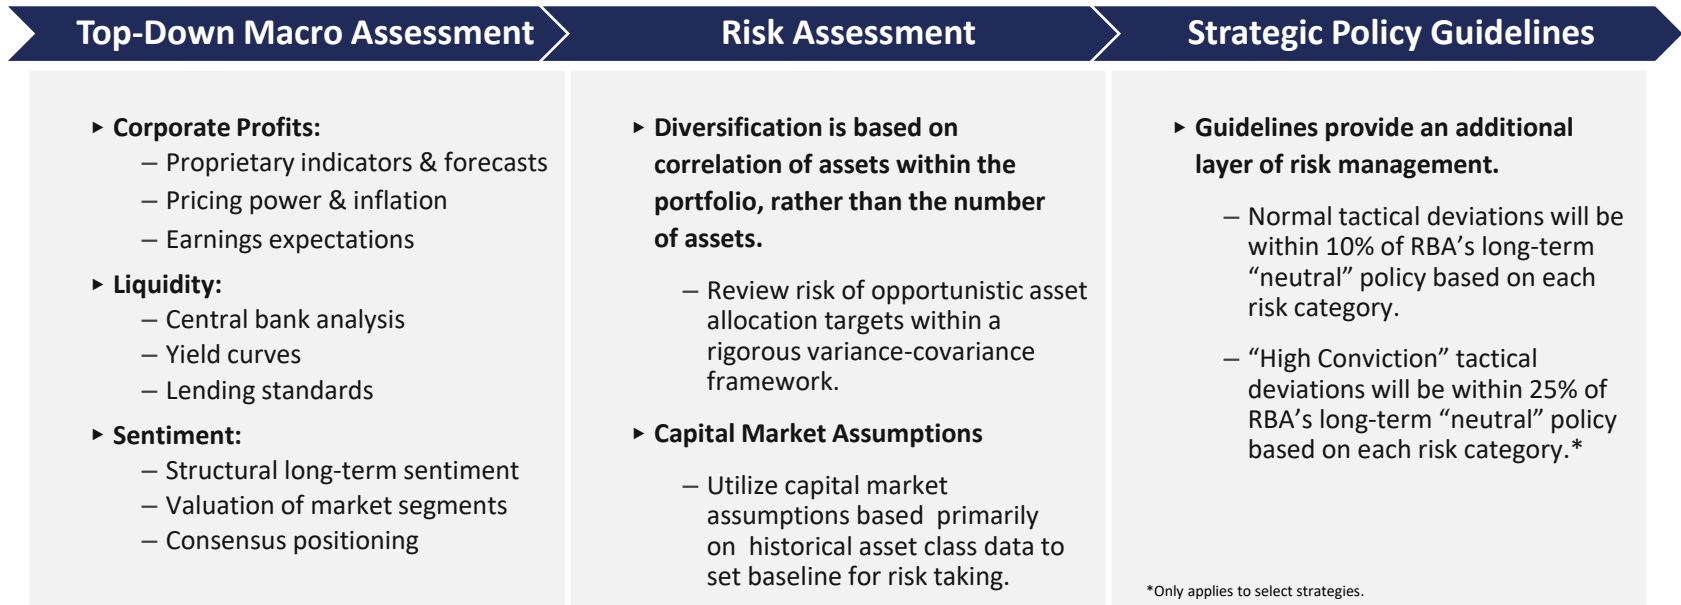 Top-Down Macro Assessment
Risk Assessment
Strategic Policy Guidelines
▸ Corporate Profits:
– Proprietary indicators & forecasts
– Pricing power & inflation
– Earnings expectations
▸ Liquidity:
– Central bank analysis
– Yield curves
– Lending standards
▸ Sentiment:
– Structural long-term sentiment
– Valuation of market segments
– Consensus positioning
▸ Diversification is based on
correlation of assets within the
portfolio, rather than the number
of assets.
– Review risk of opportunistic asset
allocation targets within a
rigorous variance-covariance
framework.
▸ Capital Market Assumptions
– Utilize capital market
assumptions based primarily
on historical asset class data to
set baseline for risk taking.
▸ Guidelines provide an additional
layer of risk management.
– Normal tactical deviations will be
within 10% of RBA’s long-term
“neutral” policy based on each
risk category.
– “High Conviction” tactical
deviations will be within 25% of
RBA’s long-term “neutral” policy
based on each risk category.*
*Only applies to select strategies.